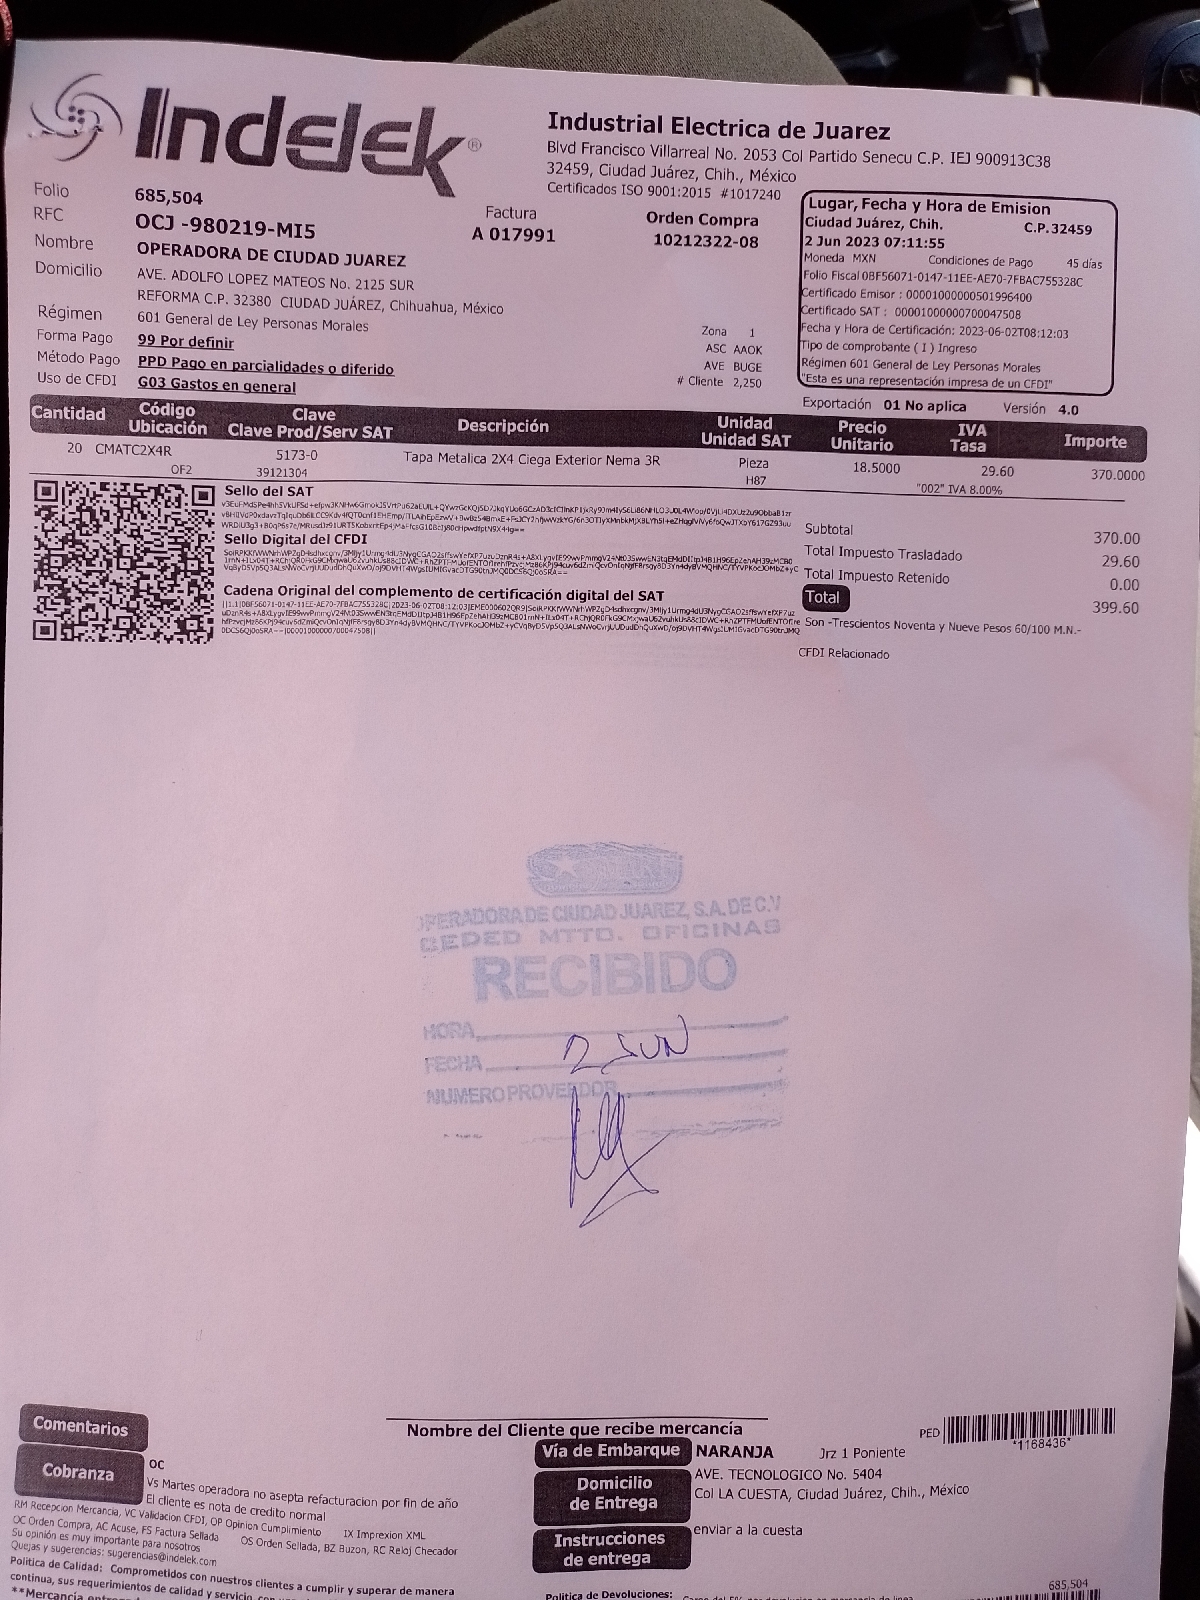 Indelek®
Industrial Electrica de Juarez
Blvd Francisco Villarreal No. 2053 Col Partido Senecu C.P. IEJ 900913C38
32459, Ciudad Juárez, Chih., México
Certificados ISO 9001:2015 #1017240
Folio 685,504
RFC OCJ -980219-MI5
Nombre OPERADORA DE CIUDAD JUAREZ
Domicilio AVE. ADOLFO LOPEZ MATEOS No. 2125 SUR
REFORMA C.P. 32380 CIUDAD JUÁREZ, Chihuahua, México
Régimen 601 General de Ley Personas Morales
Forma Pago 99 Por definir
Método Pago PPD Pago en parcialidades o diferido
Uso de CFDI G03 Gastos en general
Factura
A 017991
Orden Compra
10212322-08
Zona 1
ASC AAOK
AVE BUGE
# Cliente 2,250
Lugar, Fecha y Hora de Emision
Ciudad Juárez, Chih. C.P.32459
2 Jun 2023 07:11:55
Moneda MXN Condiciones de Pago 45 días
Folio Fiscal 0BF56071-0147-11EE-AE70-7FBAC755328C
Certificado Emisor : 00001000000501996400
Certificado SAT : 00001000000700047508
Fecha y Hora de Certificación: 2023-06-02T08:12:03
Tipo de comprobante ( I ) Ingreso
Régimen 601 General de Ley Personas Morales
"Esta es una representación impresa de un CFDI"
Exportación 01 No aplica Versión 4.0
Cantidad Código Ubicación Clave Clave Prod/Serv SAT Descripción Unidad Unidad SAT Precio Unitario IVA Tasa Importe
20 CMATC2X4R 5173-0 Tapa Metalica 2X4 Ciega Exterior Nema 3R Pieza 18.5000 29.60 370.0000
OF2 39121304 H87 "002" IVA 8.00%
Sello del SAT
Sello Digital del CFDI
Cadena Original del complemento de certificación digital del SAT
Subtotal 370.00
Total Impuesto Trasladado 29.60
Total Impuesto Retenido 0.00
Total 399.60
Son -Trescientos Noventa y Nueve Pesos 60/100 M.N.-
CFDI Relacionado
OPERADORA DE CIUDAD JUAREZ, S.A. DE C.V
CEDED MTTO. OFICINAS
RECIBIDO
HORA
FECHA 2 JUN
NUMERO PROVEEDOR
Nombre del Cliente que recibe mercancía
PED *1168436*
Comentarios
Cobranza
OC
Vs Martes operadora no asepta refacturacion por fin de año
El cliente es nota de credito normal
RM Recepcion Mercancia, VC Validacion CFDI, OP Opinion Cumplimiento IX Imprexion XML
OC Orden Compra, AC Acuse, FS Factura Sellada OS Orden Sellada, BZ Buzon, RC Reloj Checador
Su opinión es muy importante para nosotros
Quejas y sugerencias: sugerencias@indelek.com
Politica de Calidad: Comprometidos con nuestros clientes a cumplir y superar de manera
continua, sus requerimientos de calidad y servicio
Vía de Embarque NARANJA Jrz 1 Poniente
Domicilio de Entrega AVE. TECNOLOGICO No. 5404
Col LA CUESTA, Ciudad Juárez, Chih., México
Instrucciones de entrega enviar a la cuesta
685,504
Politica de Devoluciones: